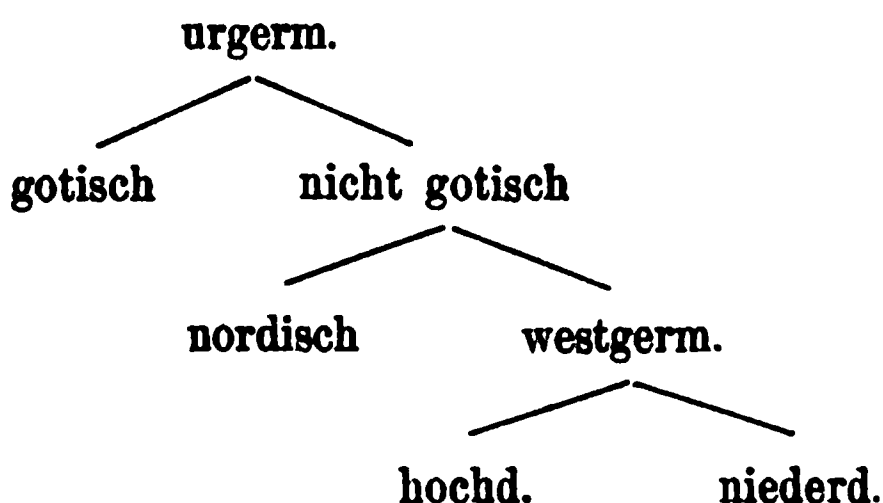 urgerm.
gotisch nicht gotisch
nordisch westgerm.
hochd. niederd.